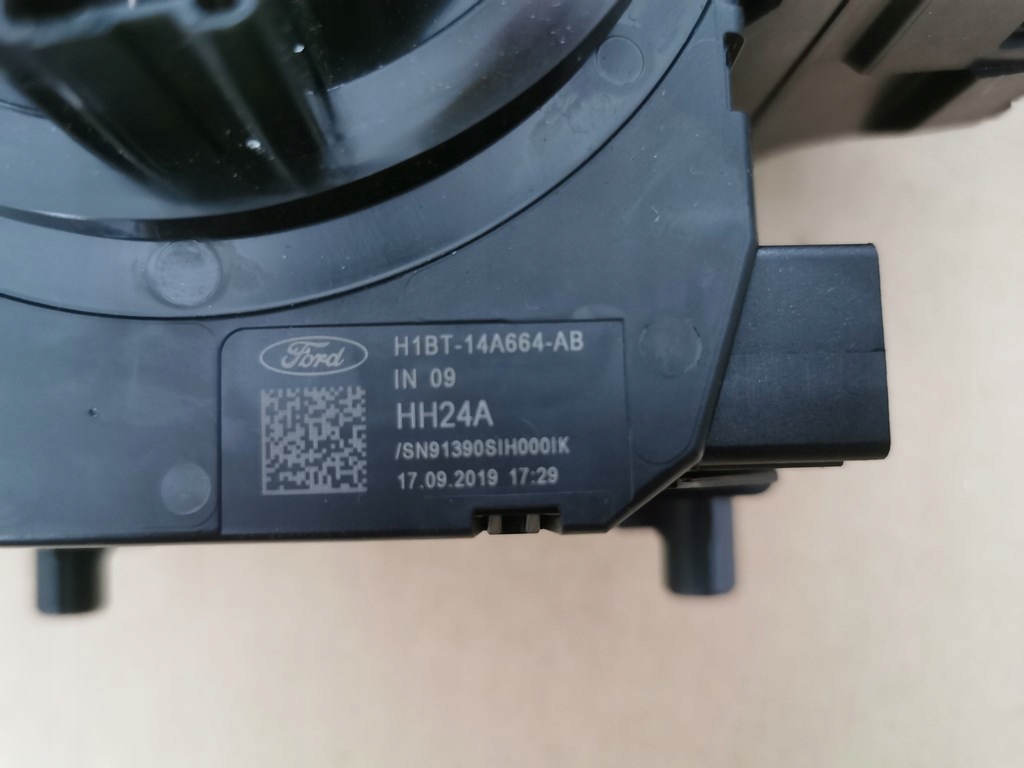 Ford
H1BT-14A664-AB
IN 09
HH24A
/SN91390SIH000IK
17.09.2019 17:29